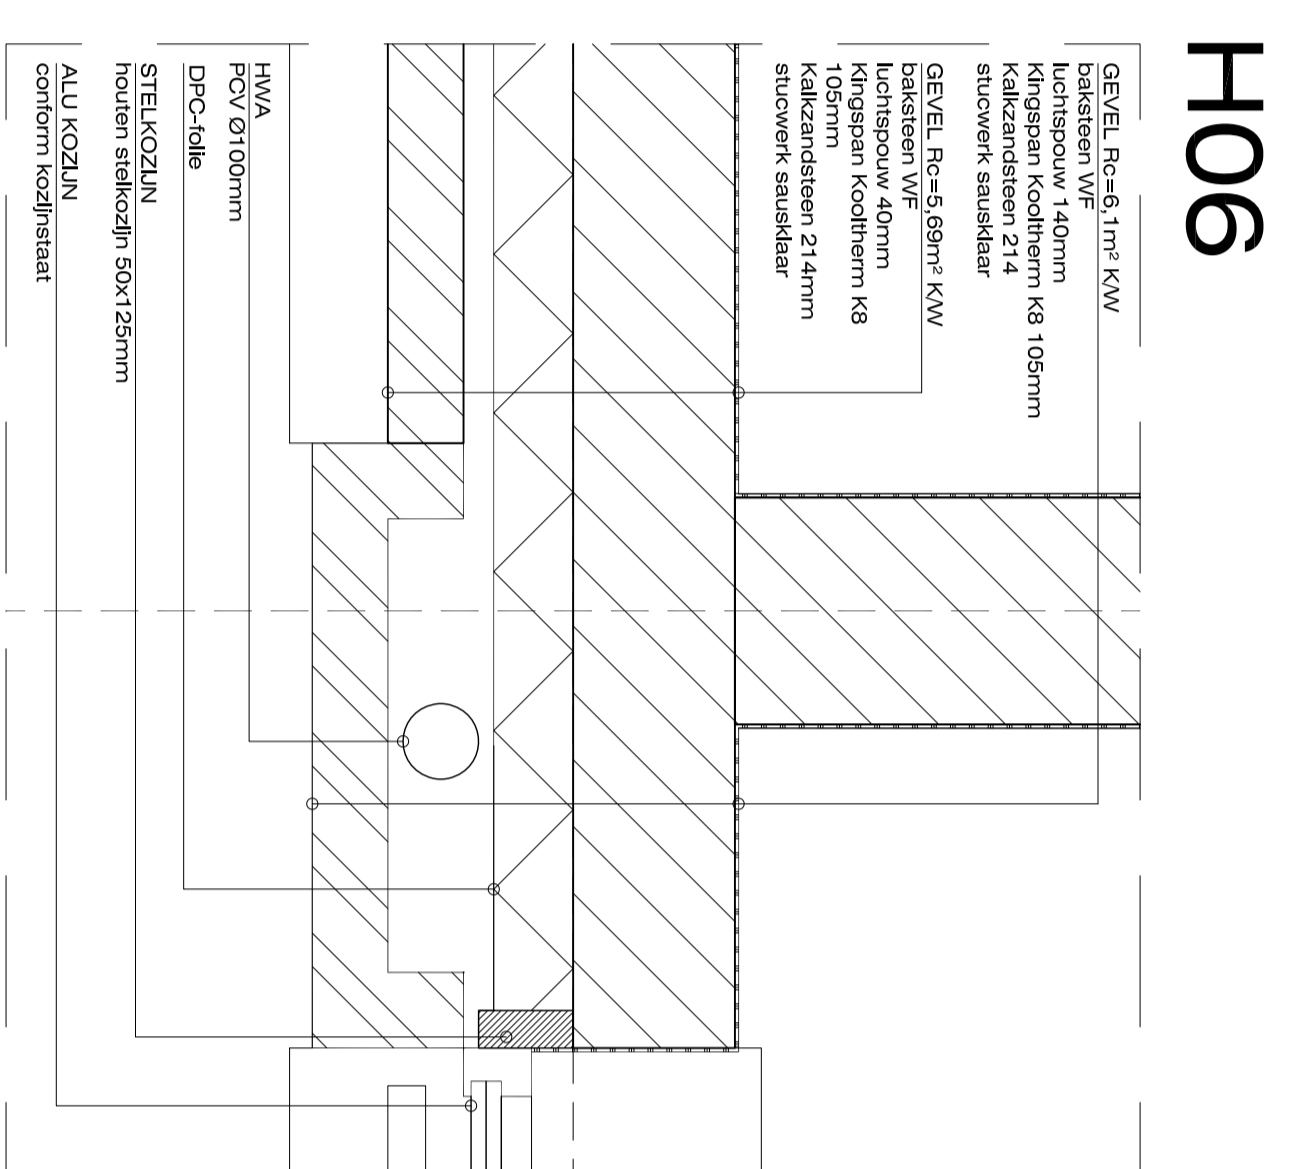 H06
GEVEL Rc=6,1m² K/W
baksteen WF
luchtspouw 140mm
Kingspan Kooltherm K8 105mm
Kalkzandsteen 214
stucwerk sausklaar
GEVEL Rc=5,69m² K/W
baksteen WF
luchtspouw 40mm
Kingspan Kooltherm K8
105mm
Kalkzandsteen 214mm
stucwerk sausklaar
HWA
PCV Ø100mm
DPC-folie
STELKOZIJN
houten stelkozijn 50x125mm
ALU KOZIJN
conform kozijnstaat